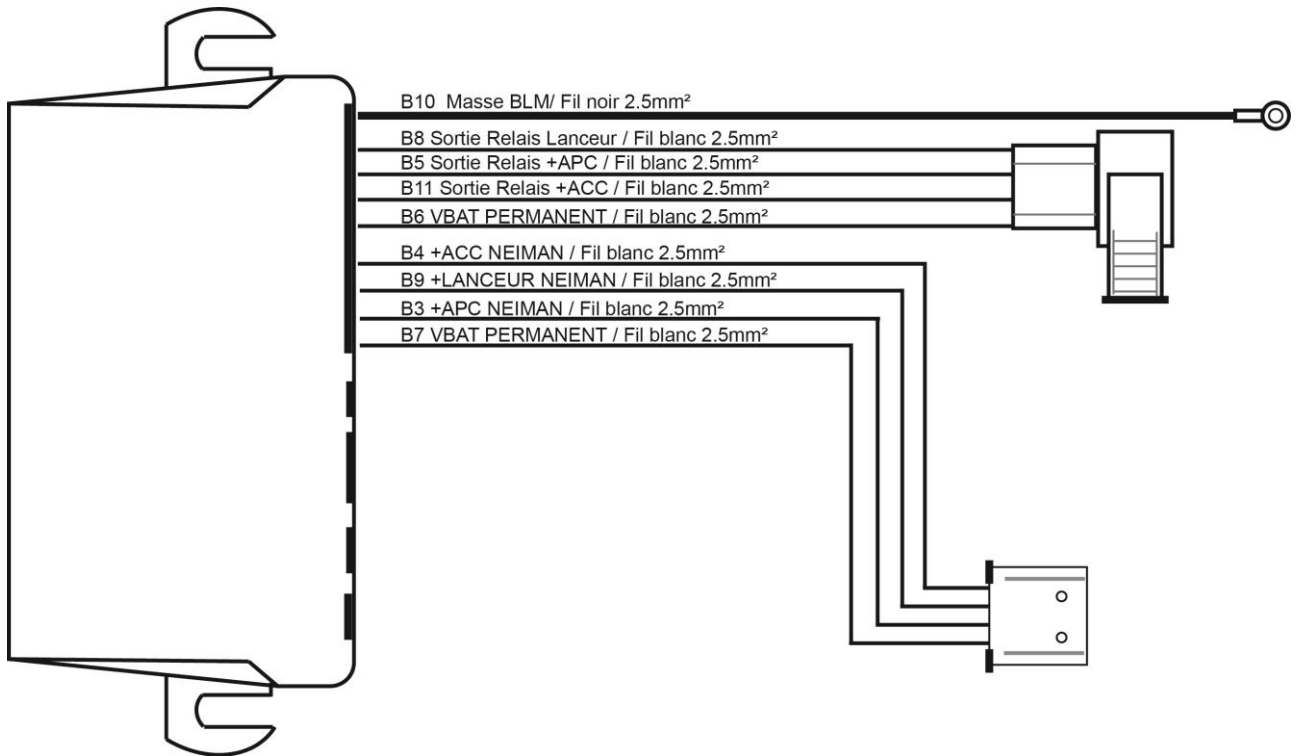 B10 Masse BLM/ Fil noir 2.5mm²
B8 Sortie Relais Lanceur / Fil blanc 2.5mm²
B5 Sortie Relais +APC / Fil blanc 2.5mm²
B11 Sortie Relais +ACC / Fil blanc 2.5mm²
B6 VBAT PERMANENT / Fil blanc 2.5mm²
B4 +ACC NEIMAN / Fil blanc 2.5mm²
B9 +LANCEUR NEIMAN / Fil blanc 2.5mm²
B3 +APC NEIMAN / Fil blanc 2.5mm²
B7 VBAT PERMANENT / Fil blanc 2.5mm²